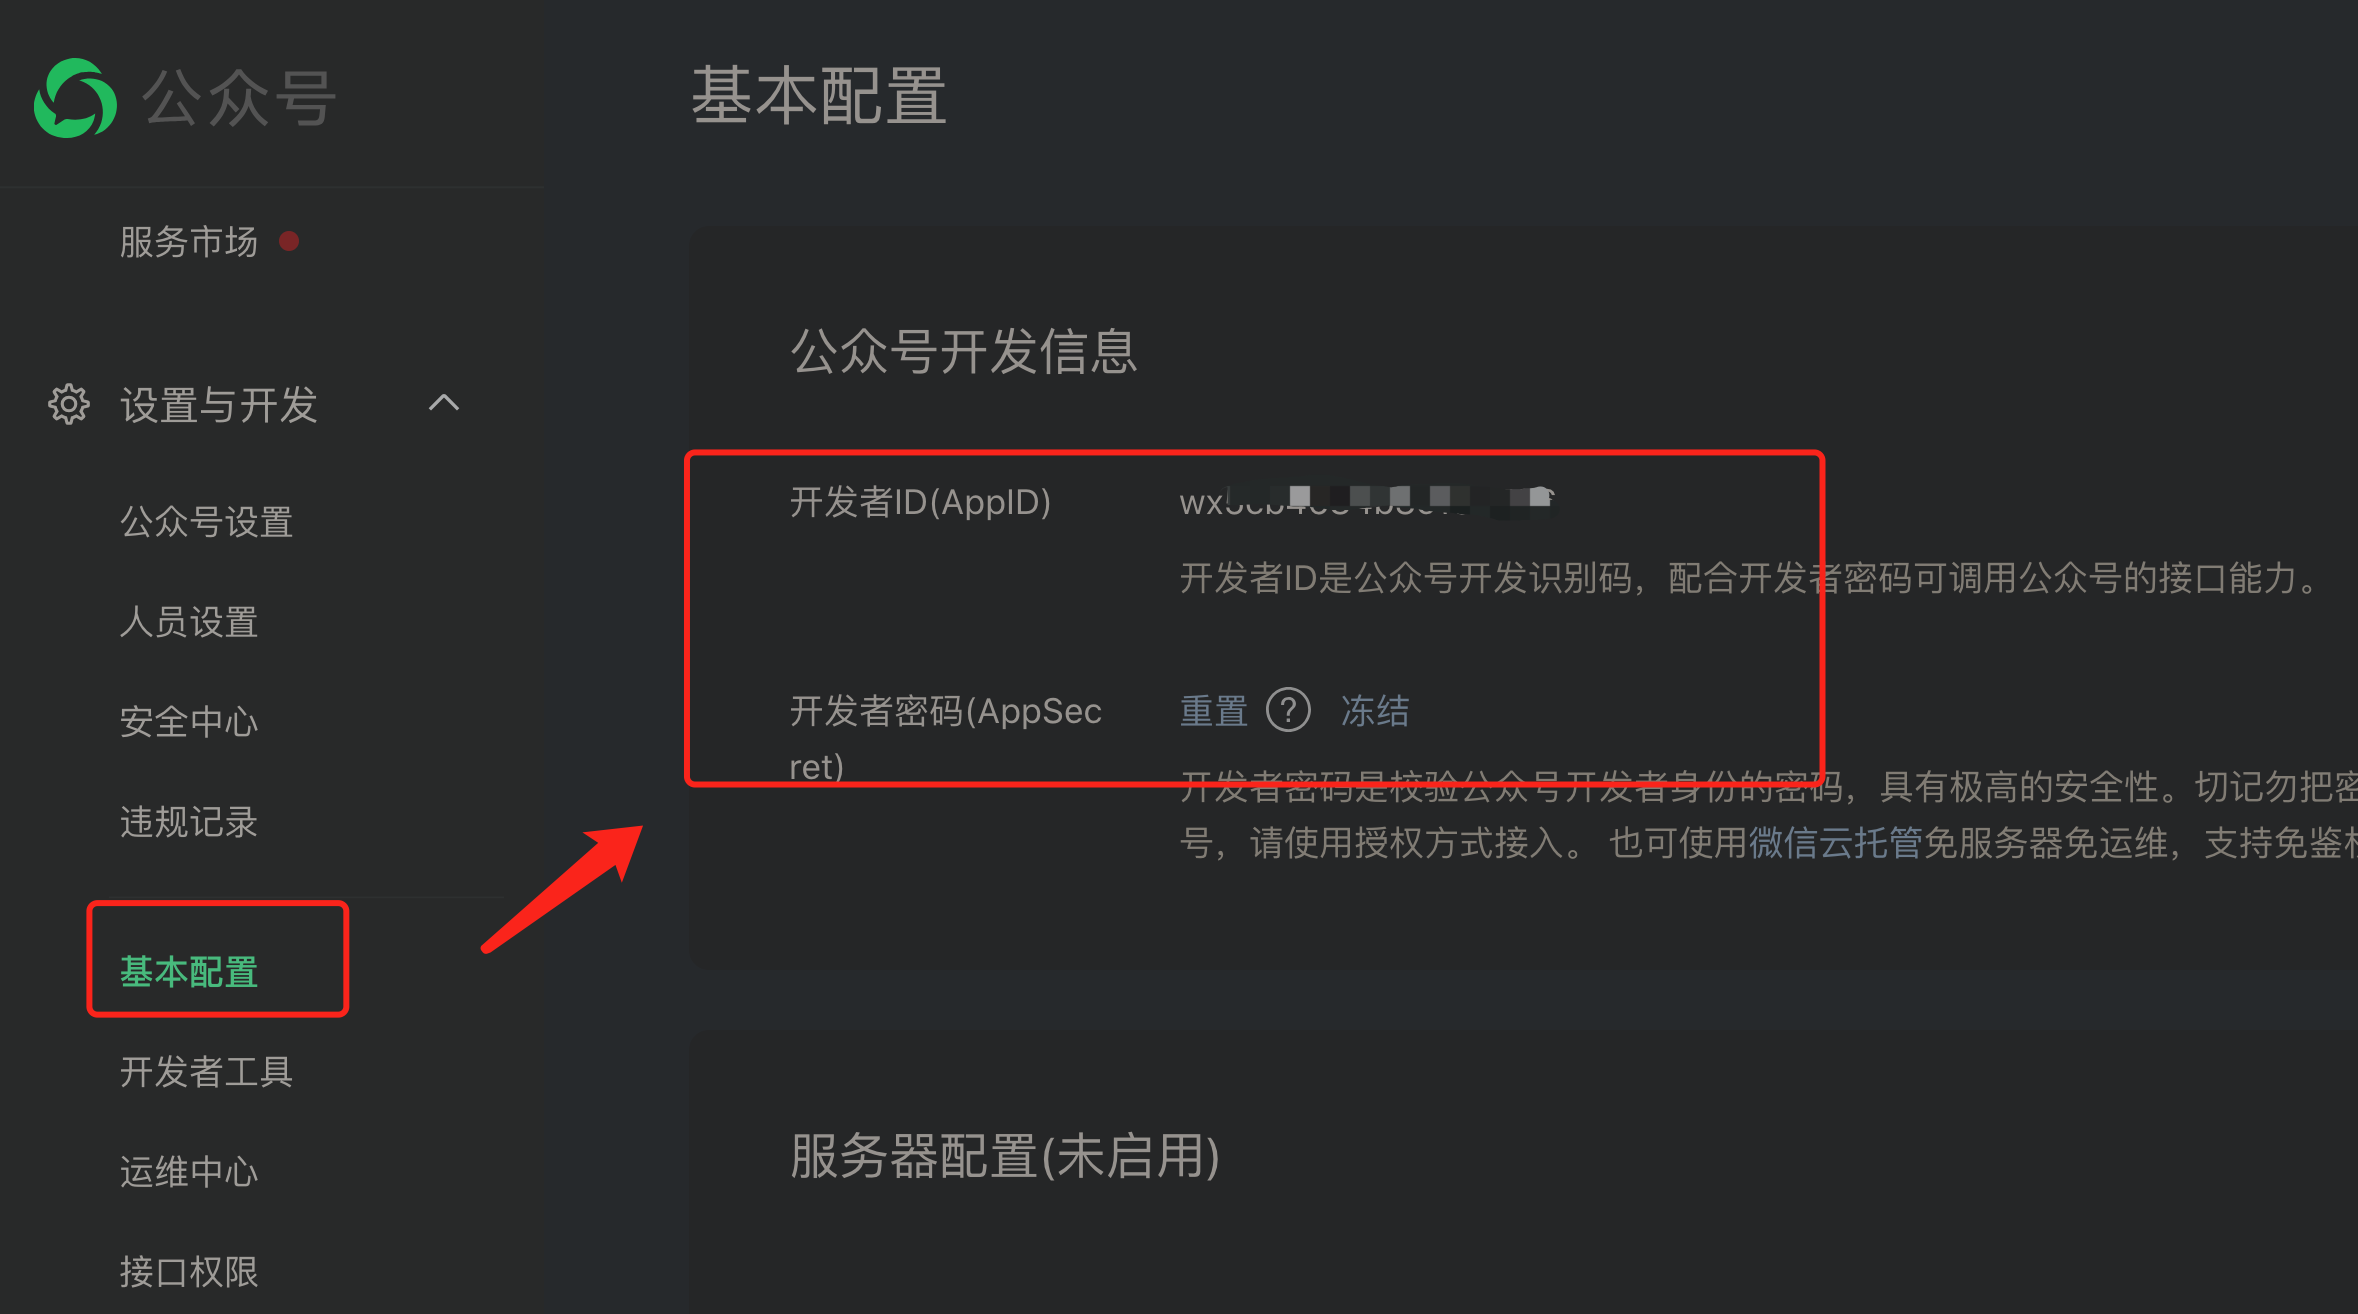 公众号
服务市场
设置与开发
公众号设置
人员设置
安全中心
违规记录
基本配置
开发者工具
运维中心
接口权限
基本配置
公众号开发信息
开发者ID(AppID)
开发者ID是公众号开发识别码，配合开发者密码可调用公众号的接口能力。
开发者密码(AppSec
ret)
重置 ? 冻结
开发者密码是校验公众号开发者身份的密码，具有极高的安全性。切记勿把密
号，请使用授权方式接入。 也可使用微信云托管免服务器免运维，支持免鉴
服务器配置(未启用)